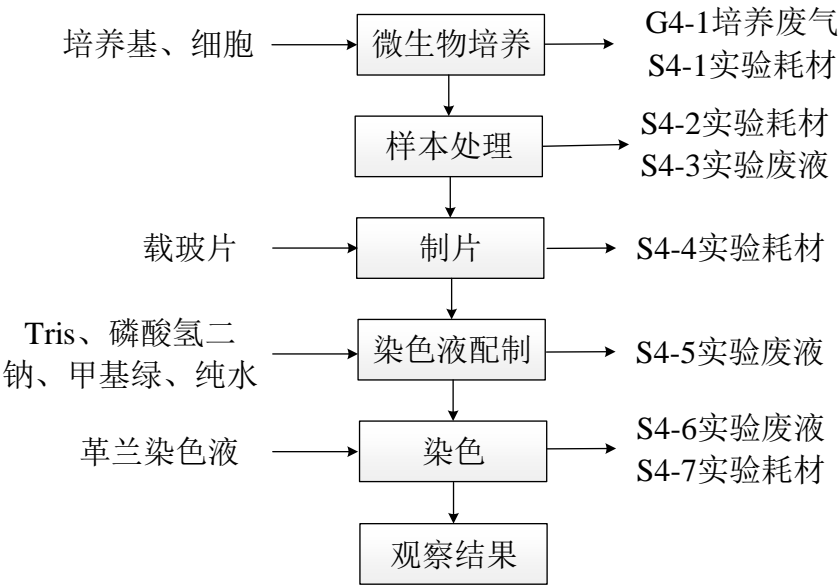 培养基、细胞
微生物培养
G4-1培养废气
S4-1实验耗材
样本处理
S4-2实验耗材
S4-3实验废液
载玻片
制片
S4-4实验耗材
Tris、磷酸氢二
钠、甲基绿、纯水
染色液配制
S4-5实验废液
革兰染色液
染色
S4-6实验废液
S4-7实验耗材
观察结果